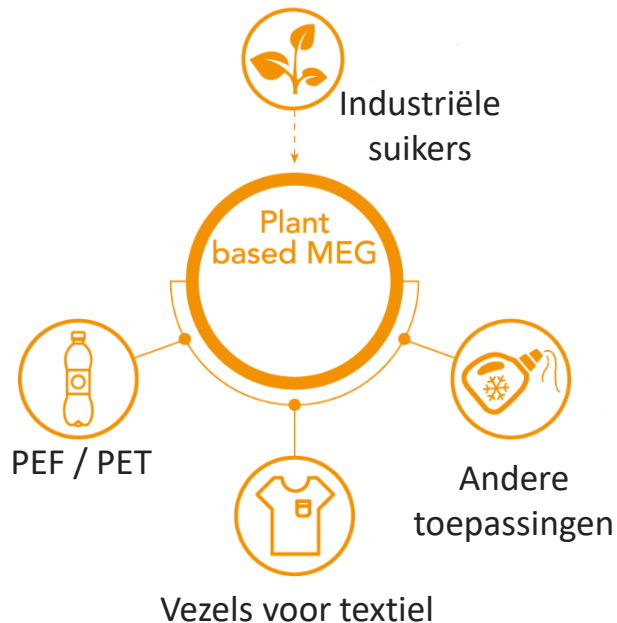 Industriële
suikers
Plant
based MEG
PEF / PET
Andere
toepassingen
Vezels voor textiel